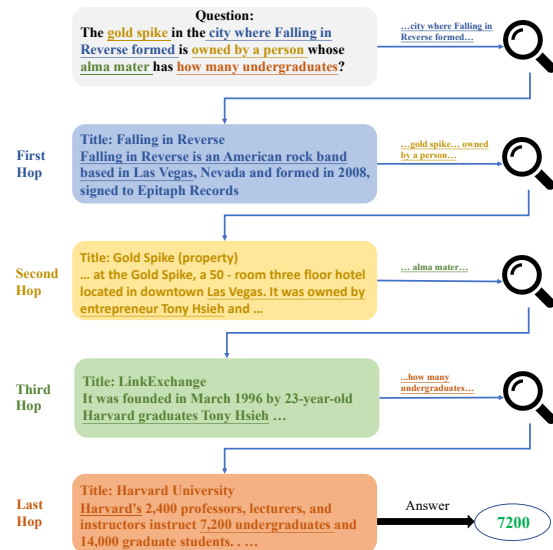 Question:
The gold spike in the city where Falling in
Reverse formed is owned by a person whose
alma mater has how many undergraduates?
…city where Falling in
Reverse formed…
First
Hop
Title: Falling in Reverse
Falling in Reverse is an American rock band
based in Las Vegas, Nevada and formed in 2008,
signed to Epitaph Records
…gold spike… owned
by a person…
Second
Hop
Title: Gold Spike (property)
… at the Gold Spike, a 50 - room three floor hotel
located in downtown Las Vegas. It was owned by
entrepreneur Tony Hsieh and …
… alma mater…
Third
Hop
Title: LinkExchange
It was founded in March 1996 by 23-year-old
Harvard graduates Tony Hsieh …
...how many
undergraduates…
Last
Hop
Title: Harvard University
Harvard's 2,400 professors, lecturers, and
instructors instruct 7,200 undergraduates and
14,000 graduate students. . …
Answer
7200